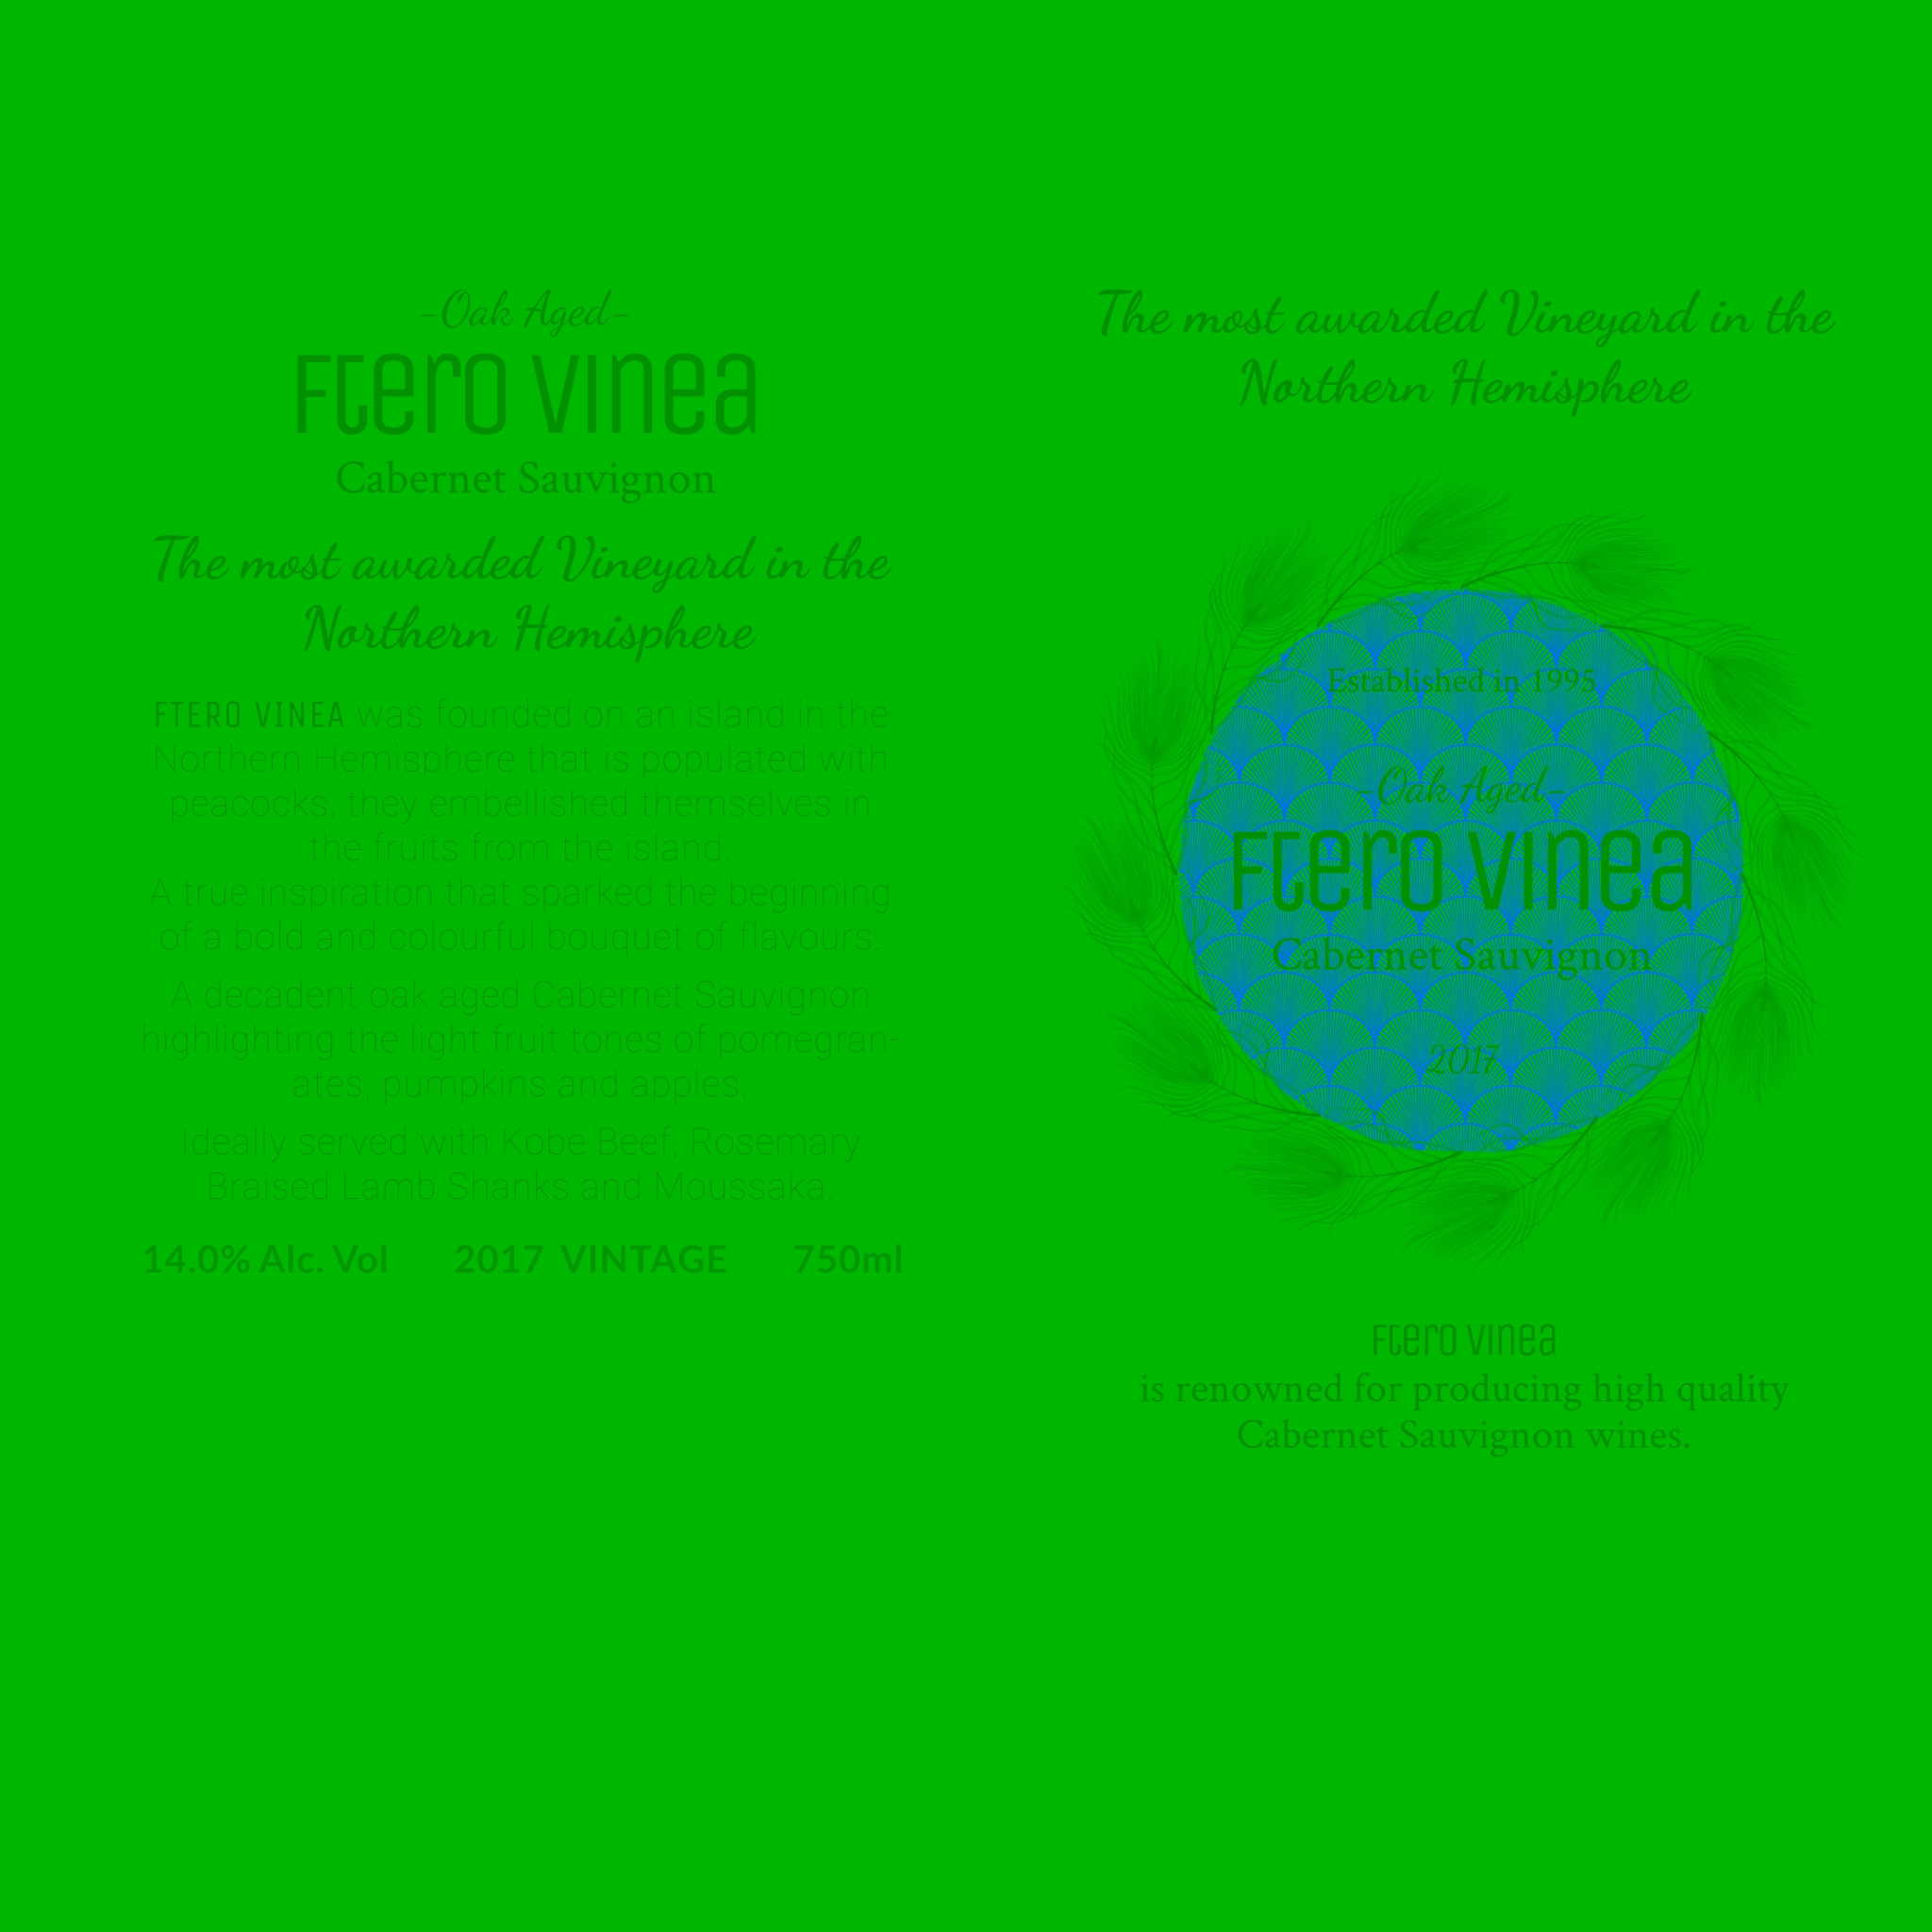 -Oak Aged-
Ftero Vinea
Cabernet Sauvignon
The most awarded Vineyard in the
Northern Hemisphere
FTERO VINEA was founded on an island in the
Northern Hemisphere that is populated with
peacocks, they embellished themselves in
the fruits from the island.
A true inspiration that sparked the beginning
of a bold and colourful bouquet of flavours.
A decadent oak aged Cabernet Sauvignon
highlighting the light fruit tones of pomegran-
ates, pumpkins and apples.
Ideally served with Kobe Beef, Rosemary
Braised Lamb Shanks and Moussaka.
14.0% Alc. Vol 2017 VINTAGE 750ml
The most awarded Vineyard in the
Northern Hemisphere
Established in 1995
-Oak Aged-
Ftero Vinea
Cabernet Sauvignon
2017
Ftero Vinea
is renowned for producing high quality
Cabernet Sauvignon wines.